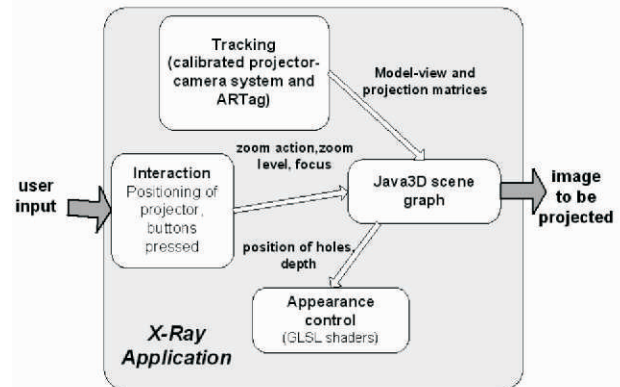 Tracking
(calibrated projector-
camera system and
ARTag)
Model-view and
projection matrices
zoom action,zoom
level, focus
user
input
Interaction
Positioning of
projector,
buttons
pressed
Java3D scene
graph
image
to be
projected
position of holes,
depth
Appearance
control
(GLSL shaders)
X-Ray
Application